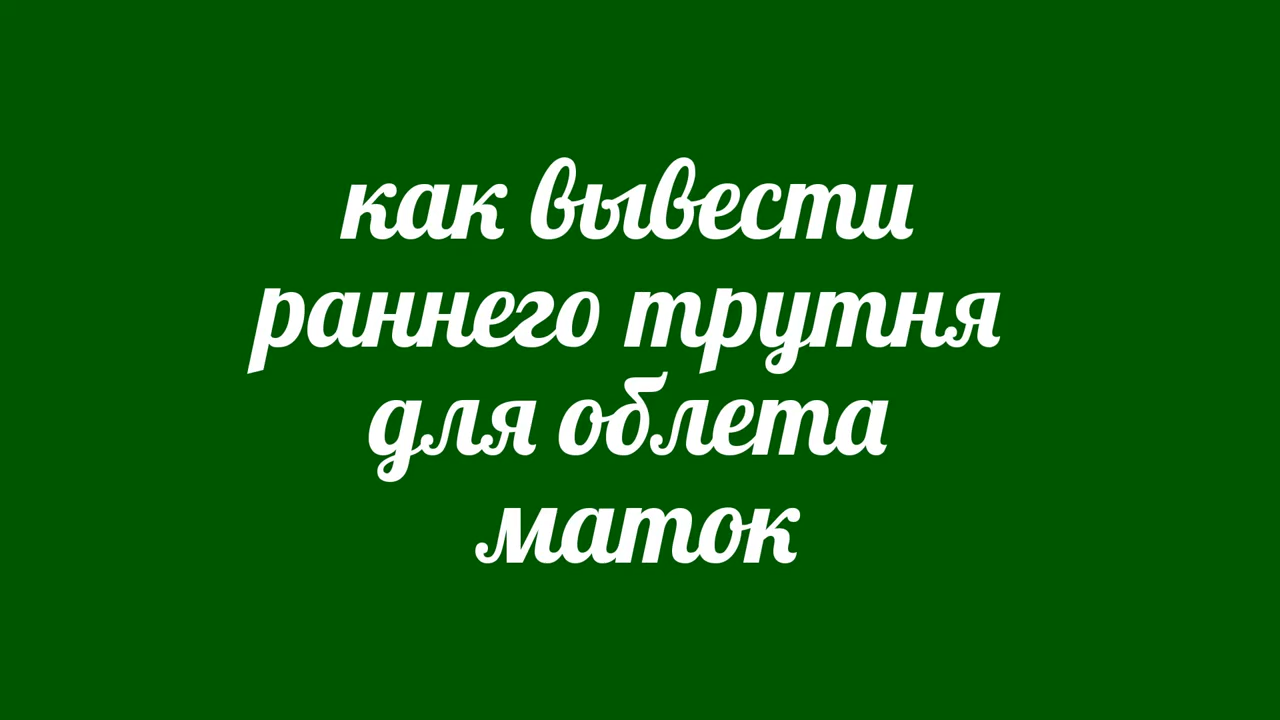 как вывести
раннего трутня
для облета
маток